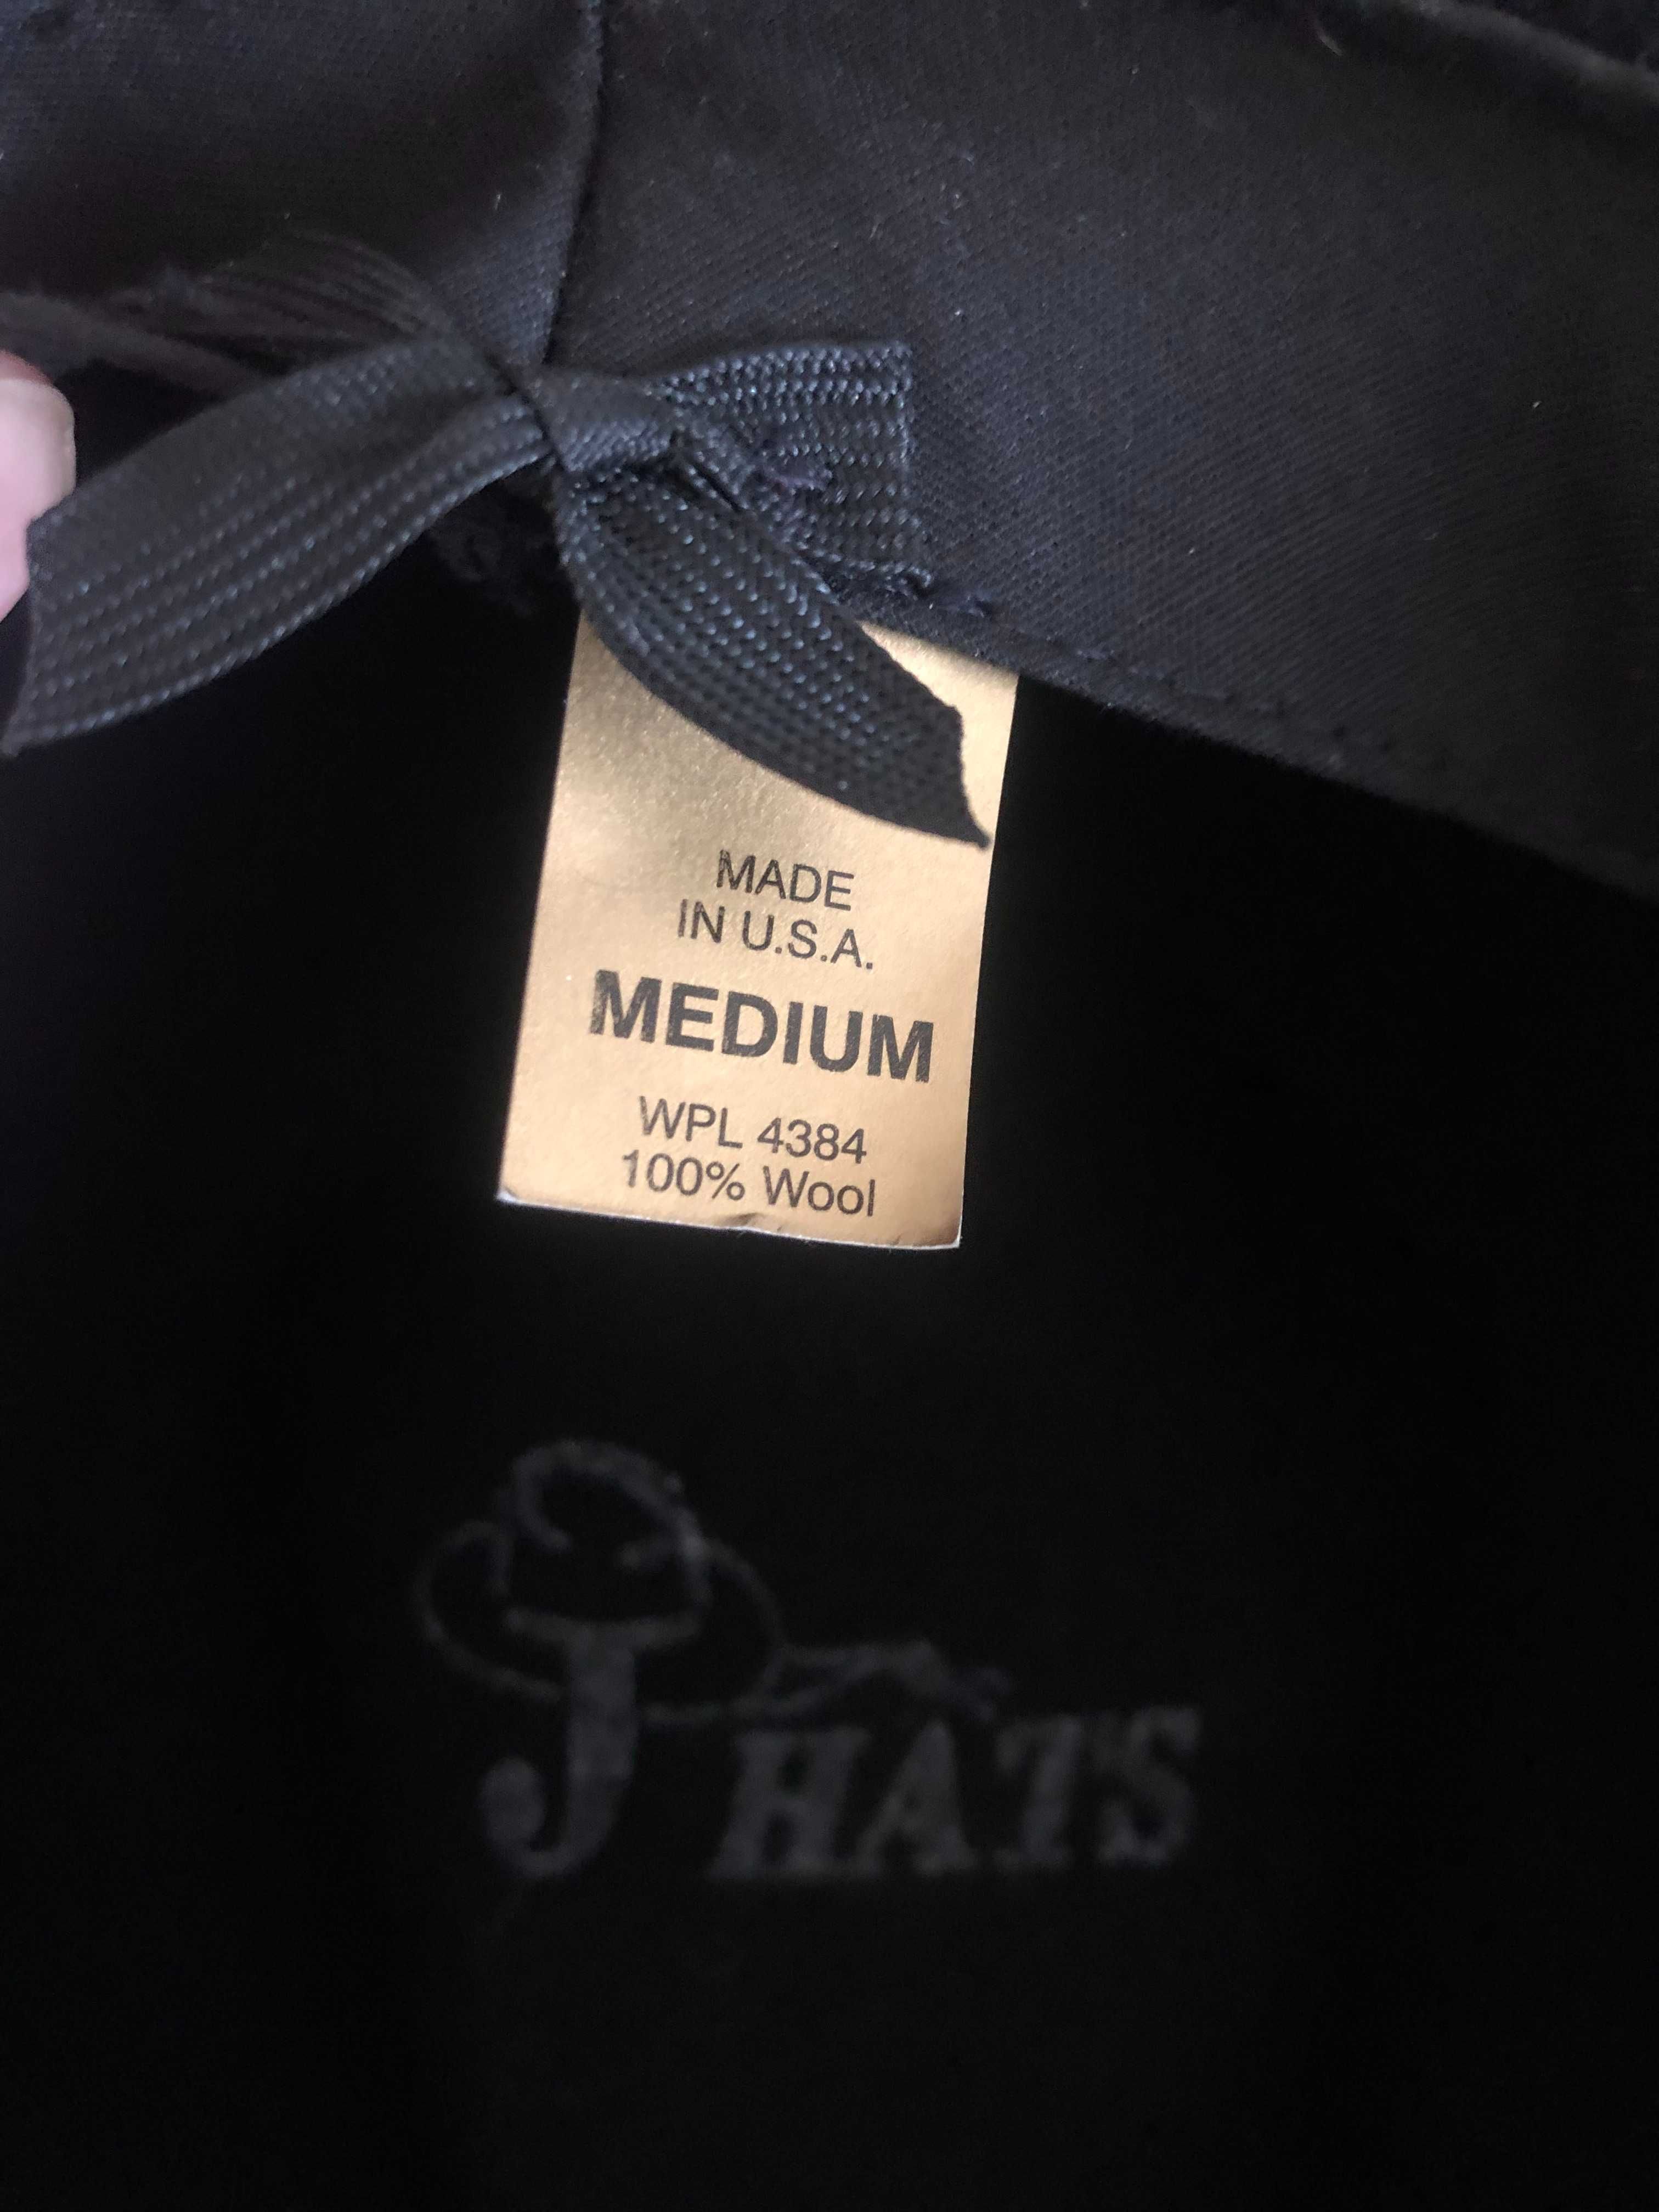 MADE
IN U.S.A.
MEDIUM
WPL 4384
100% Wool
J HATS